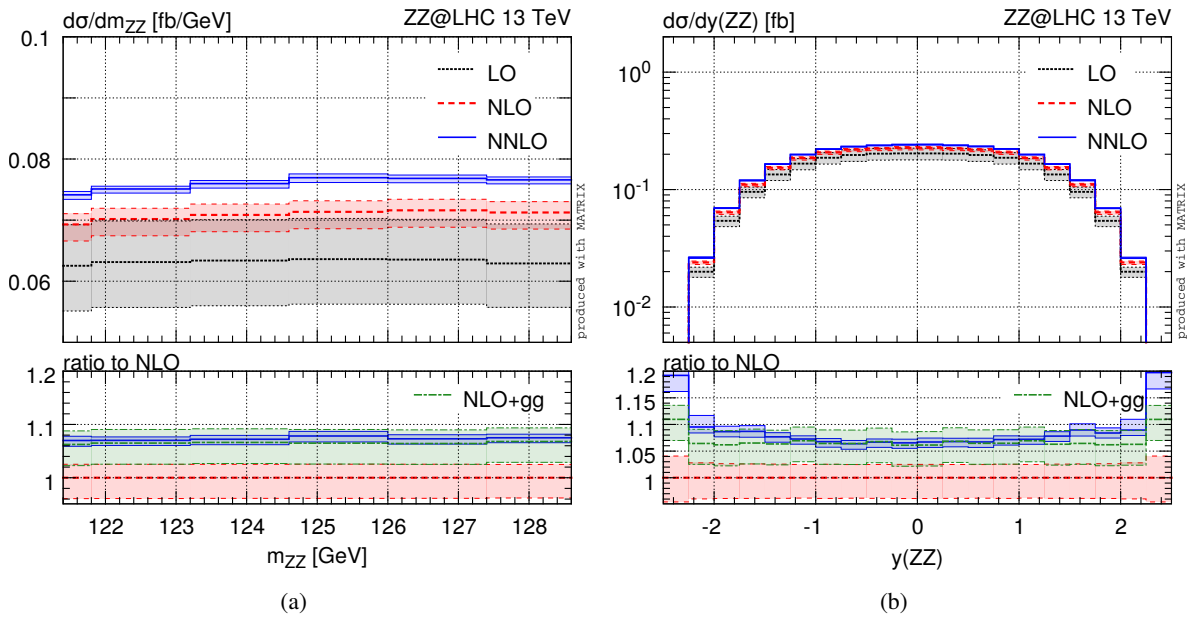 dσ/dmZZ [fb/GeV] ZZ@LHC 13 TeV
0.1
LO
NLO
NNLO
0.08
0.06
produced with MATRIX
ratio to NLO
1.2
NLO+gg
1.1
1
122 123 124 125 126 127 128
mZZ [GeV]
(a)
dσ/dy(ZZ) [fb] ZZ@LHC 13 TeV
10^0
LO
NLO
NNLO
10^-1
10^-2
produced with MATRIX
ratio to NLO
1.2
NLO+gg
1.15
1.1
1.05
1
-2 -1 0 1 2
y(ZZ)
(b)